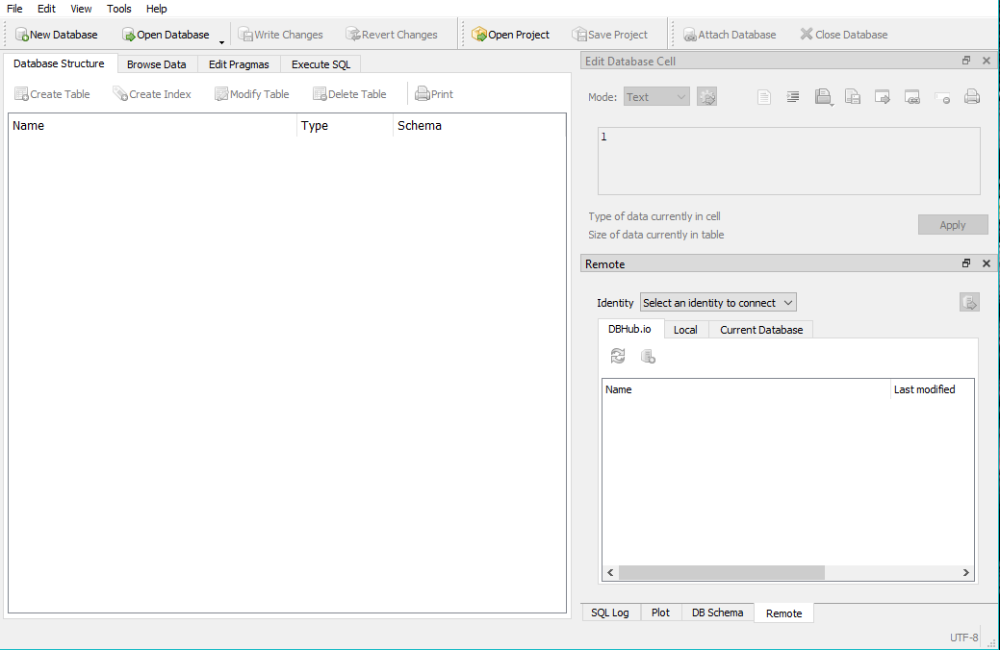 File Edit View Tools Help
New Database Open Database Write Changes Revert Changes Open Project Save Project Attach Database Close Database
Database Structure Browse Data Edit Pragmas Execute SQL
Create Table Create Index Modify Table Delete Table Print
Name Type Schema
Edit Database Cell
Mode: Text
1
Type of data currently in cell
Size of data currently in table
Apply
Remote
Identity Select an identity to connect
DBHub.io Local Current Database
Name Last modified
SQL Log Plot DB Schema Remote
UTF-8